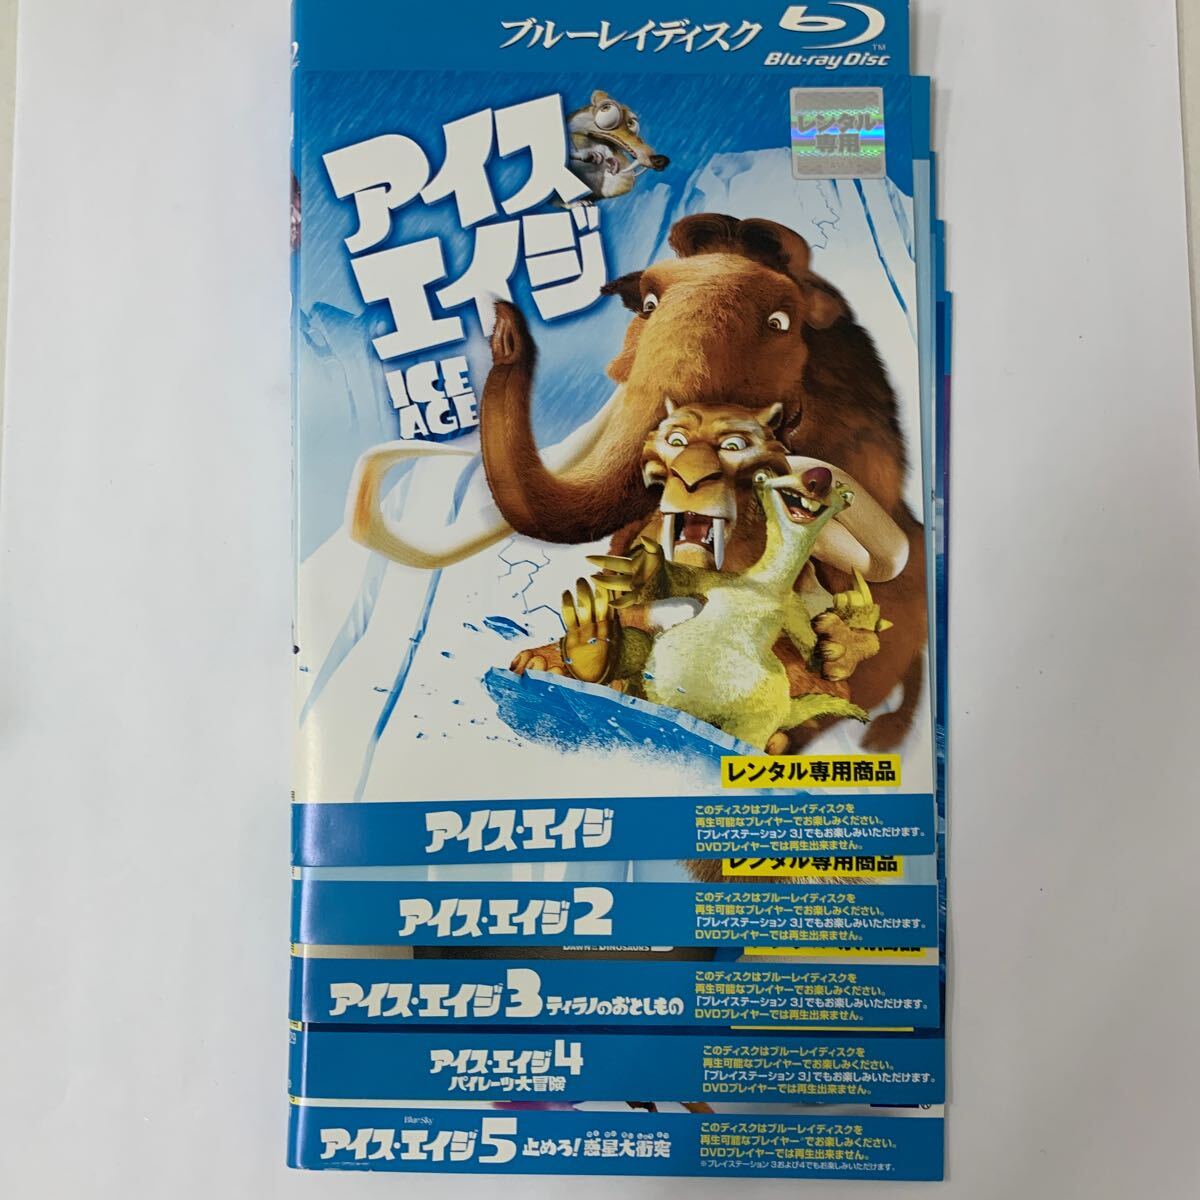 ブルーレイディスク
Blu-ray Disc
TM
レンタル
専用
アイス
エイジ
ICE
AGE
レンタル専用商品
アイス・エイジ
このディスクはブルーレイディスクを
再生可能なプレイヤーでお楽しみください。
「プレイステーション 3」でもお楽しみいただけます。
DVDプレイヤーでは再生出来ません。
レンタル専用商品
アイス・エイジ2
このディスクはブルーレイディスクを
再生可能なプレイヤーでお楽しみください。
「プレイステーション 3」でもお楽しみいただけます。
DVDプレイヤーでは再生出来ません。
DAWN OF THE DINOSAURS
アイス・エイジ3 ティラノのおとしもの
このディスクはブルーレイディスクを
再生可能なプレイヤーでお楽しみください。
「プレイステーション 3」でもお楽しみいただけます。
DVDプレイヤーでは再生出来ません。
アイス・エイジ4
パイレーツ大冒険
このディスクはブルーレイディスクを
再生可能なプレイヤーでお楽しみください。
「プレイステーション 3」でもお楽しみいただけます。
DVDプレイヤーでは再生出来ません。
®
BlueSky
アイス・エイジ5 止めろ!惑星大衝突
わく せい だい しょう とつ
このディスクはブルーレイディスクを
再生可能なプレイヤー*でお楽しみください。
DVDプレイヤーでは再生出来ません。
※プレイステーション 3および4でもお楽しみいただけます。